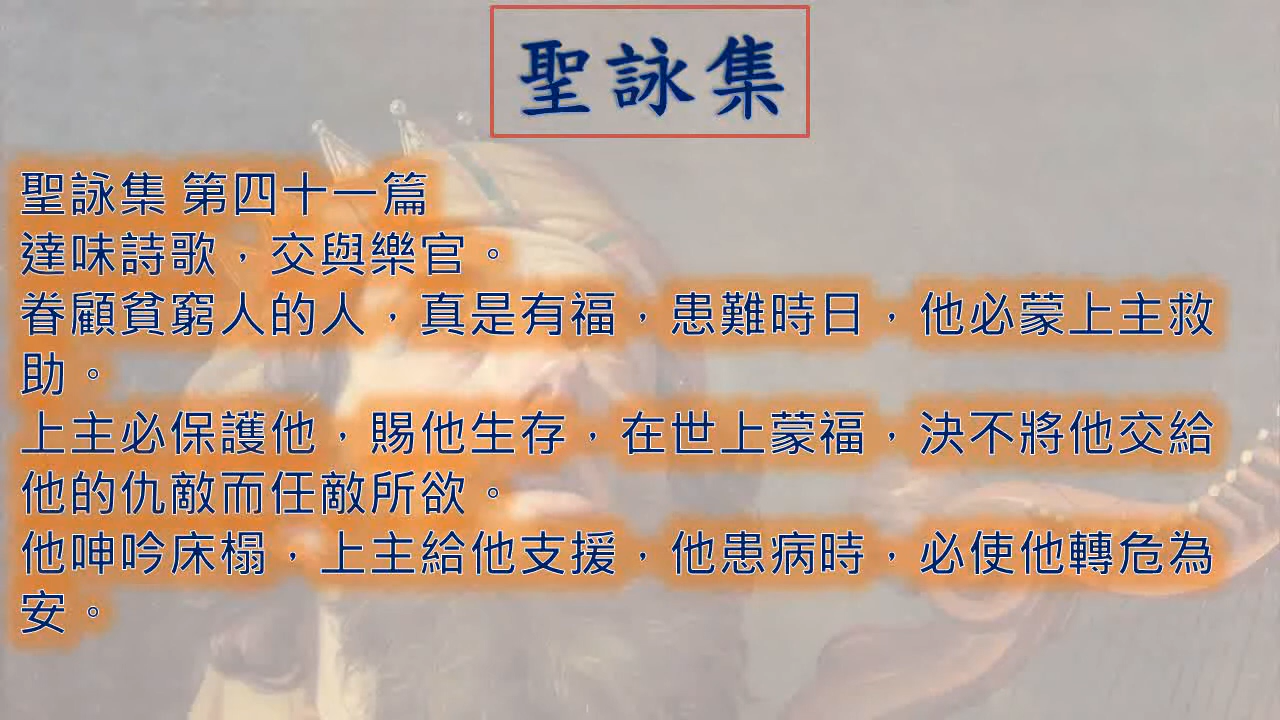 聖詠集
聖詠集 第四十一篇
達味詩歌，交與樂官。
眷顧貧窮人的人，真是有福，患難時日，他必蒙上主救
助。
上主必保護他，賜他生存，在世上蒙福，決不將他交給
他的仇敵而任敵所欲。
他呻吟床榻，上主給他支援，他患病時，必使他轉危為
安。